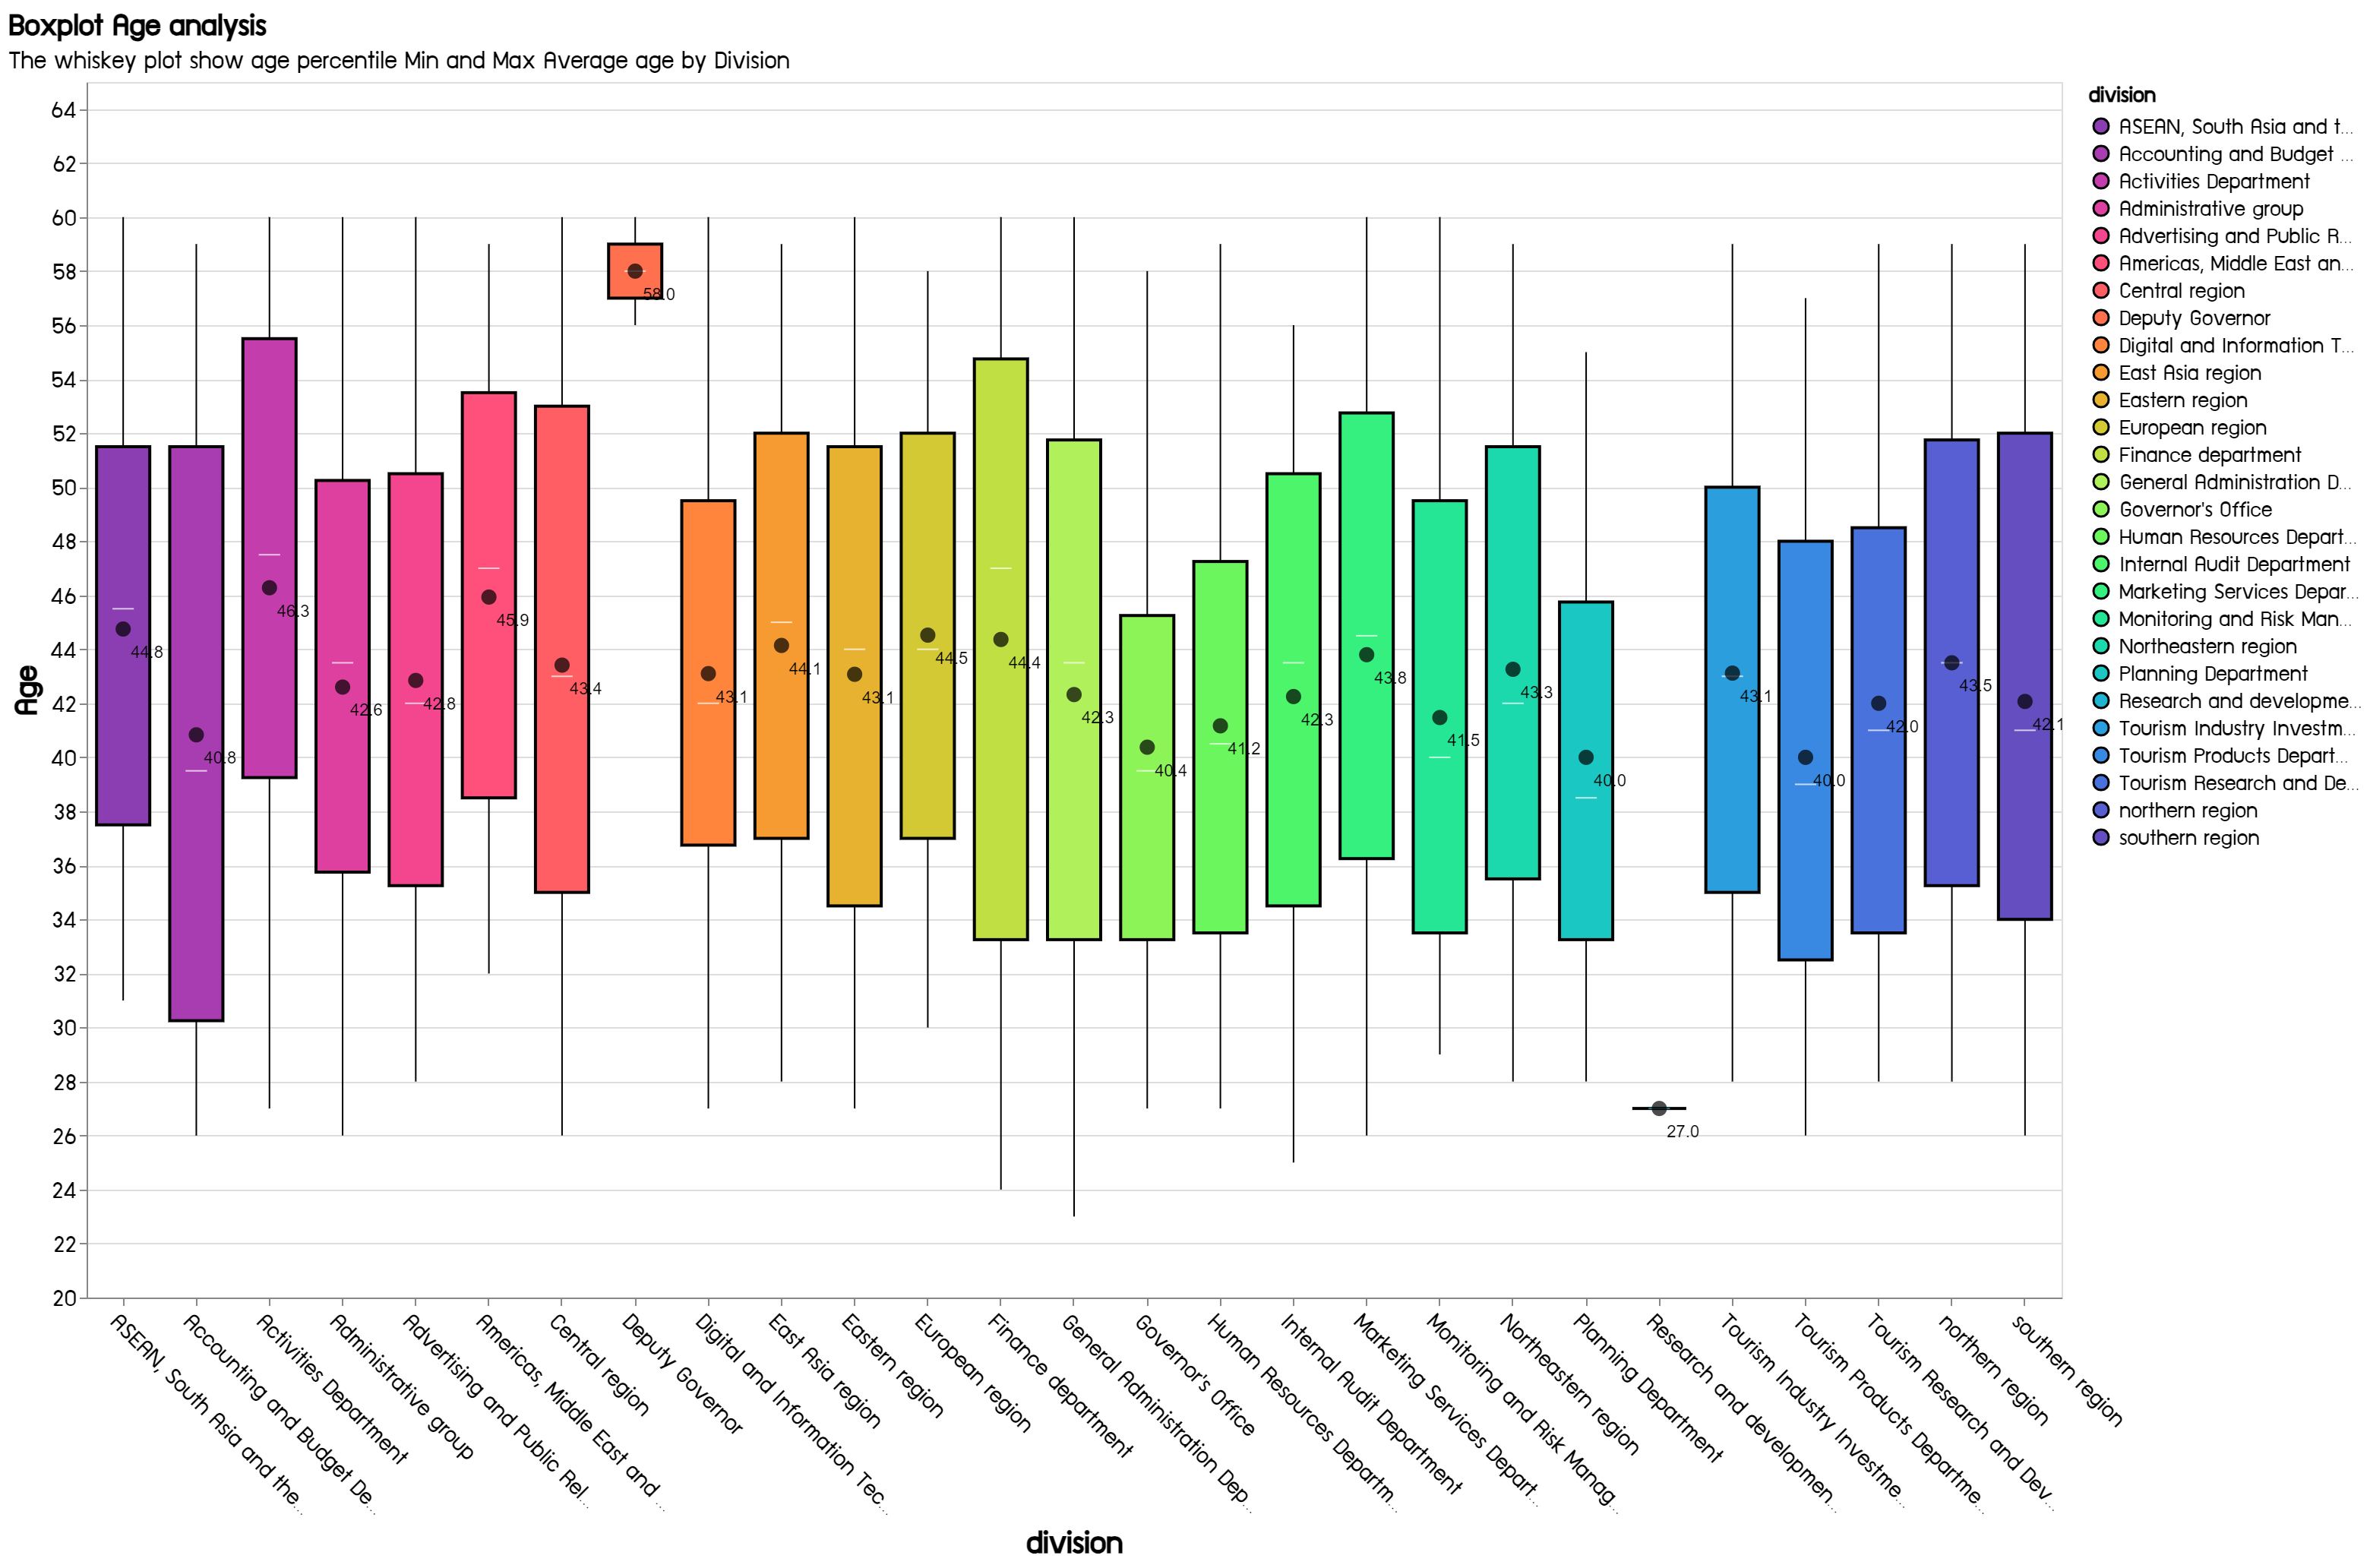 Boxplot Age analysis
The whiskey plot show age percentile Min and Max Average age by Division
64
62
60
58
56
54
52
50
48
46
44
42
40
38
36
34
32
30
28
26
24
22
20
Age
44.8
40.8
46.3
42.6
42.8
45.9
43.4
58.0
43.1
44.1
43.1
44.5
44.4
42.3
40.4
41.2
42.3
43.8
41.5
43.3
40.0
27.0
43.1
40.0
42.0
43.5
42.1
ASEAN, South Asia and the...
Accounting and Budget De...
Activities Department
Administrative group
Advertising and Public Rel...
Americas, Middle East and ...
Central region
Deputy Governor
Digital and Information Tec...
East Asia region
Eastern region
European region
Finance department
General Administration Dep...
Governor's Office
Human Resources Departm...
Internal Audit Department
Marketing Services Depart...
Monitoring and Risk Manag...
Northeastern region
Planning Department
Research and developmen...
Tourism Industry Investme...
Tourism Products Departme...
Tourism Research and Dev...
northern region
southern region
division
division
ASEAN, South Asia and t...
Accounting and Budget ...
Activities Department
Administrative group
Advertising and Public R...
Americas, Middle East an...
Central region
Deputy Governor
Digital and Information T...
East Asia region
Eastern region
European region
Finance department
General Administration D...
Governor's Office
Human Resources Depart...
Internal Audit Department
Marketing Services Depar...
Monitoring and Risk Man...
Northeastern region
Planning Department
Research and developme...
Tourism Industry Investm...
Tourism Products Depart...
Tourism Research and De...
northern region
southern region